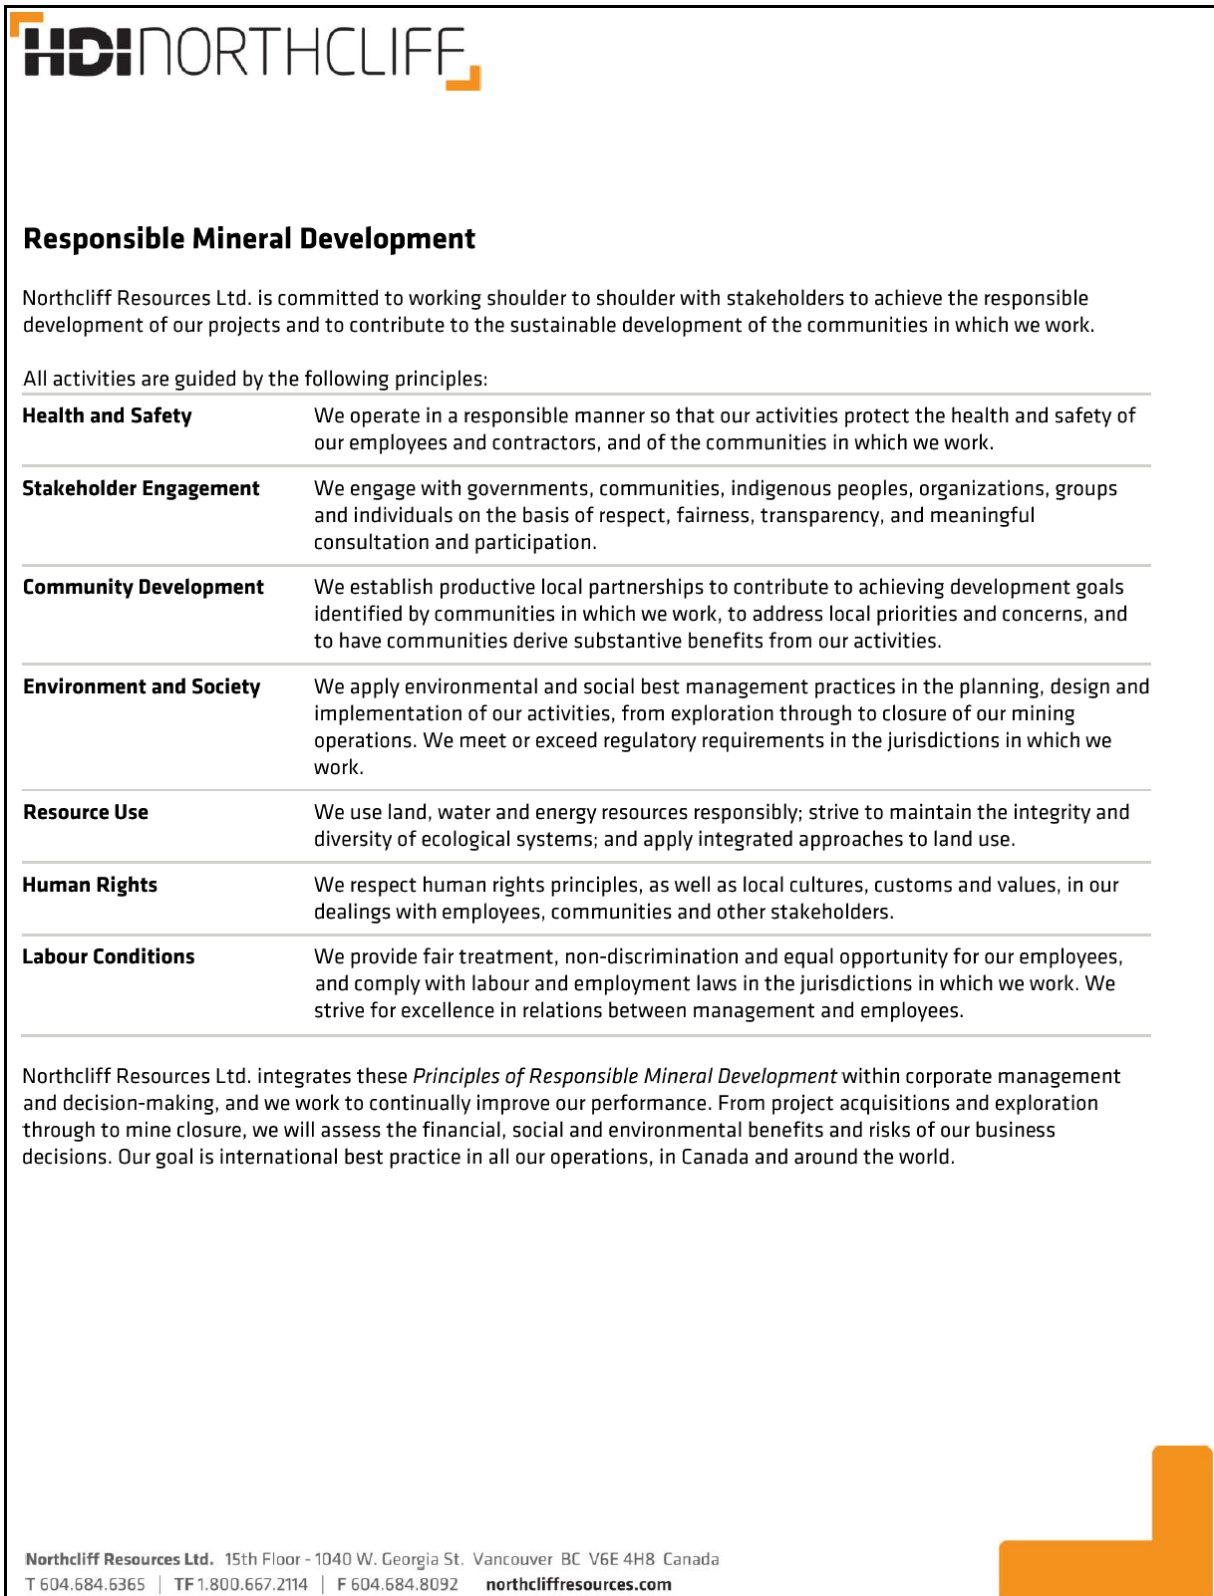 HDINORTHCLIFF
Responsible Mineral Development
Northcliff Resources Ltd. is committed to working shoulder to shoulder with stakeholders to achieve the responsible
development of our projects and to contribute to the sustainable development of the communities in which we work.
All activities are guided by the following principles:
Health and Safety We operate in a responsible manner so that our activities protect the health and safety of
our employees and contractors, and of the communities in which we work.
Stakeholder Engagement We engage with governments, communities, indigenous peoples, organizations, groups
and individuals on the basis of respect, fairness, transparency, and meaningful
consultation and participation.
Community Development We establish productive local partnerships to contribute to achieving development goals
identified by communities in which we work, to address local priorities and concerns, and
to have communities derive substantive benefits from our activities.
Environment and Society We apply environmental and social best management practices in the planning, design and
implementation of our activities, from exploration through to closure of our mining
operations. We meet or exceed regulatory requirements in the jurisdictions in which we
work.
Resource Use We use land, water and energy resources responsibly; strive to maintain the integrity and
diversity of ecological systems; and apply integrated approaches to land use.
Human Rights We respect human rights principles, as well as local cultures, customs and values, in our
dealings with employees, communities and other stakeholders.
Labour Conditions We provide fair treatment, non-discrimination and equal opportunity for our employees,
and comply with labour and employment laws in the jurisdictions in which we work. We
strive for excellence in relations between management and employees.
Northcliff Resources Ltd. integrates these Principles of Responsible Mineral Development within corporate management
and decision-making, and we work to continually improve our performance. From project acquisitions and exploration
through to mine closure, we will assess the financial, social and environmental benefits and risks of our business
decisions. Our goal is international best practice in all our operations, in Canada and around the world.
Northcliff Resources Ltd. 15th Floor - 1040 W. Georgia St. Vancouver BC V6E 4H8 Canada
T 604.684.6365 | TF 1.800.667.2114 | F 604.684.8092 northcliffresources.com